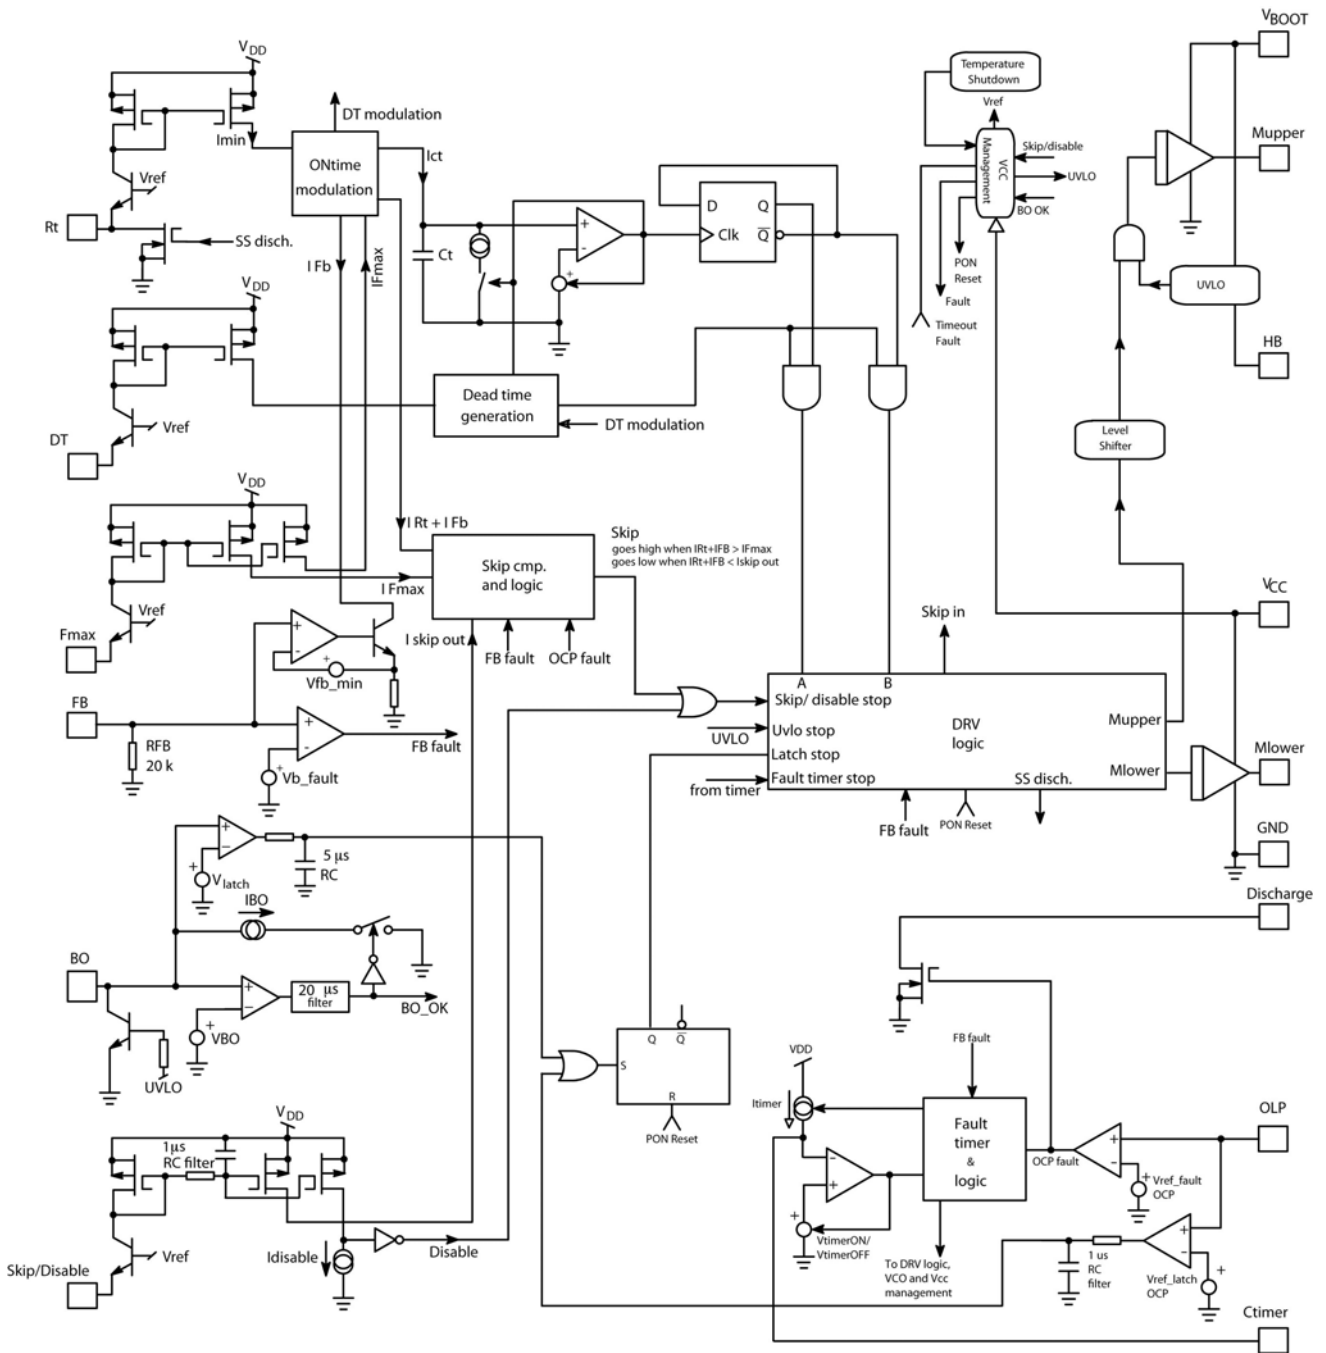 V BOOT
Temperature
Shutdown
V DD
Vref
DT modulation
Mupper
Imin
ONtime
modulation
Ict
VCC
Management
Skip/disable
UVLO
BO OK
Vref
D
Q
Clk
Q
Rt
SS disch.
+
-
Ct
+
I Fb
IFmax
PON
Reset
Fault
Timeout
Fault
UVLO
V DD
HB
Dead time
generation
DT modulation
Vref
DT
Level
Shifter
V DD
I Rt + I Fb
Skip
goes high when IRt+IFB > IFmax
goes low when IRt+IFB < Iskip out
Skip cmp.
and logic
I Fmax
VCC
Vref
Skip in
Fmax
+
-
I skip out
FB fault
OCP fault
+
Vfb_min
A
B
Skip/ disable stop
FB
+
-
DRV
logic
Mupper
UVLO
Uvlo stop
FB fault
RFB
20 k
Latch stop
Mlower
+
Vb_fault
from timer
Fault timer stop
SS disch.
Mlower
FB fault
PON Reset
GND
+
-
5 µs
RC
+
Vlatch
Discharge
IBO
BO
+
-
20 µs
filter
BO_OK
+
VBO
Q
Q
FB fault
VDD
UVLO
S
R
Itimer
Fault
timer
&
logic
OLP
PON Reset
V DD
1µs
RC filter
OCP fault
+
-
-
+
+
Vref_fault
OCP
Vref
+
VtimerON/
VtimerOFF
+
-
Idisable
Disable
To DRV logic,
VCO and Vcc
management
1 us
RC
filter
Vref_latch
OCP
+
Skip/Disable
Ctimer